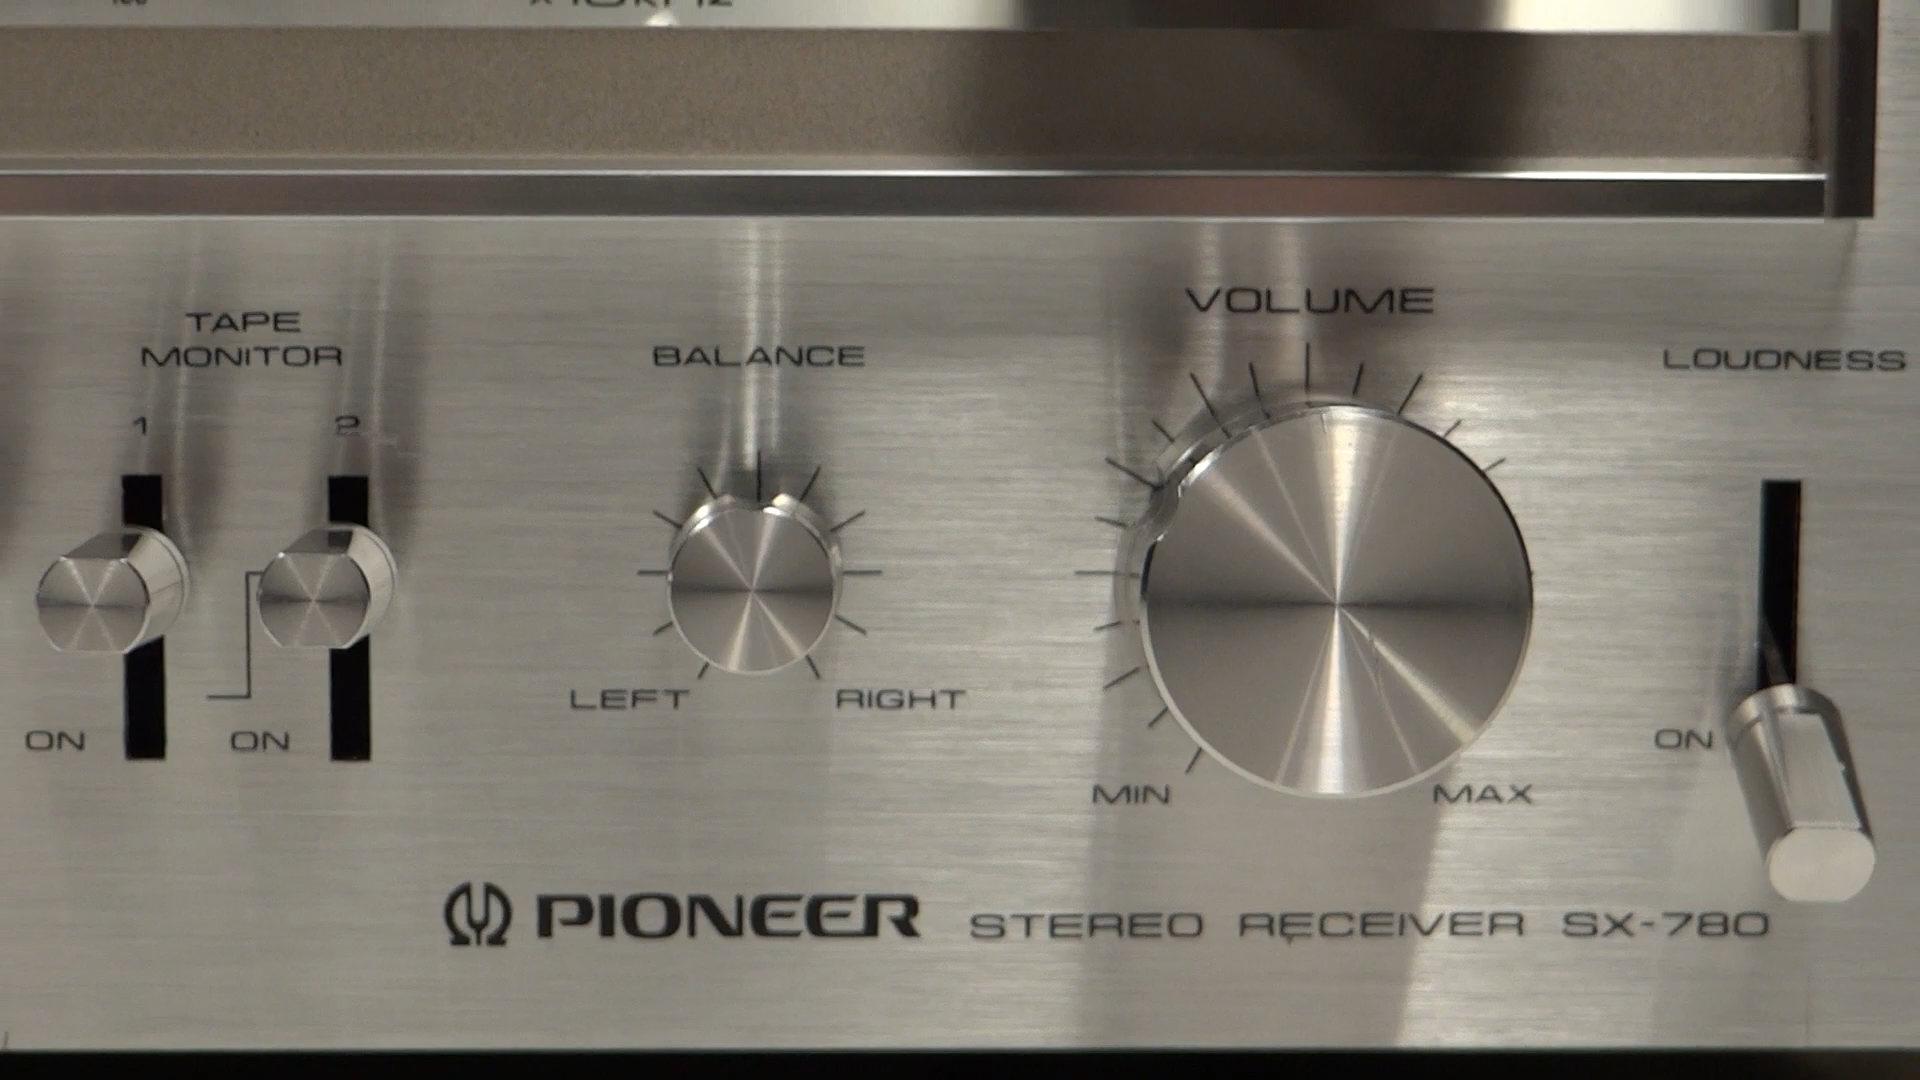 x 10kHz
TAPE
MONITOR
1 2
BALANCE
VOLUME
LOUDNESS
LEFT RIGHT
ON ON
ON
MIN MAX
PIONEER STEREO RECEIVER SX-780